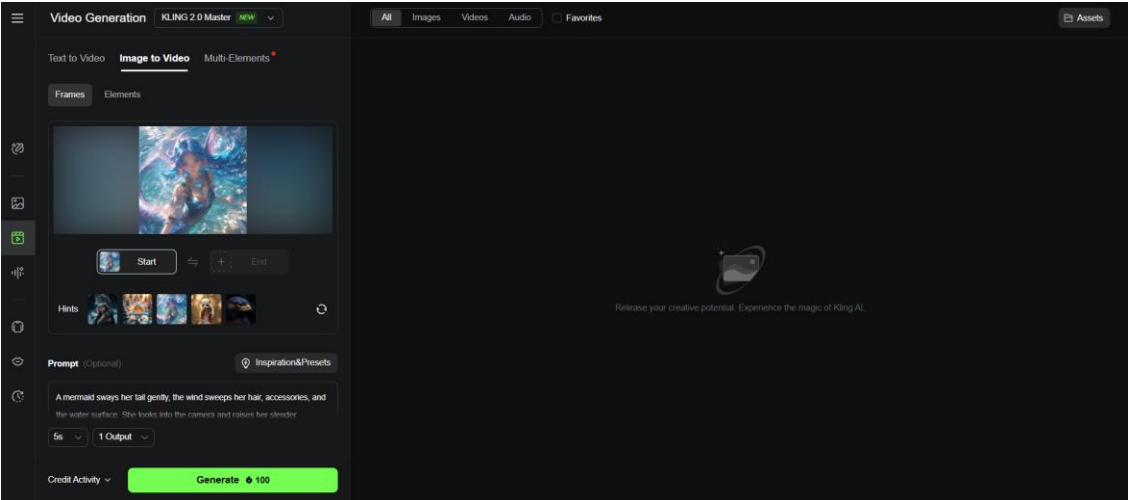 Video Generation KLING 2.0 Master NEW
All Images Videos Audio Favorites Assets
Text to Video Image to Video Multi-Elements
Frames Elements
Start + End
Hints
Prompt (Optional) Inspiration&Presets
A mermaid sways her tail gently, the wind sweeps her hair, accessories, and
the water surface. She looks into the camera and raises her slender
5s 1 Output
Credit Activity Generate 100
Release your creative potential. Experience the magic of Kling AI.